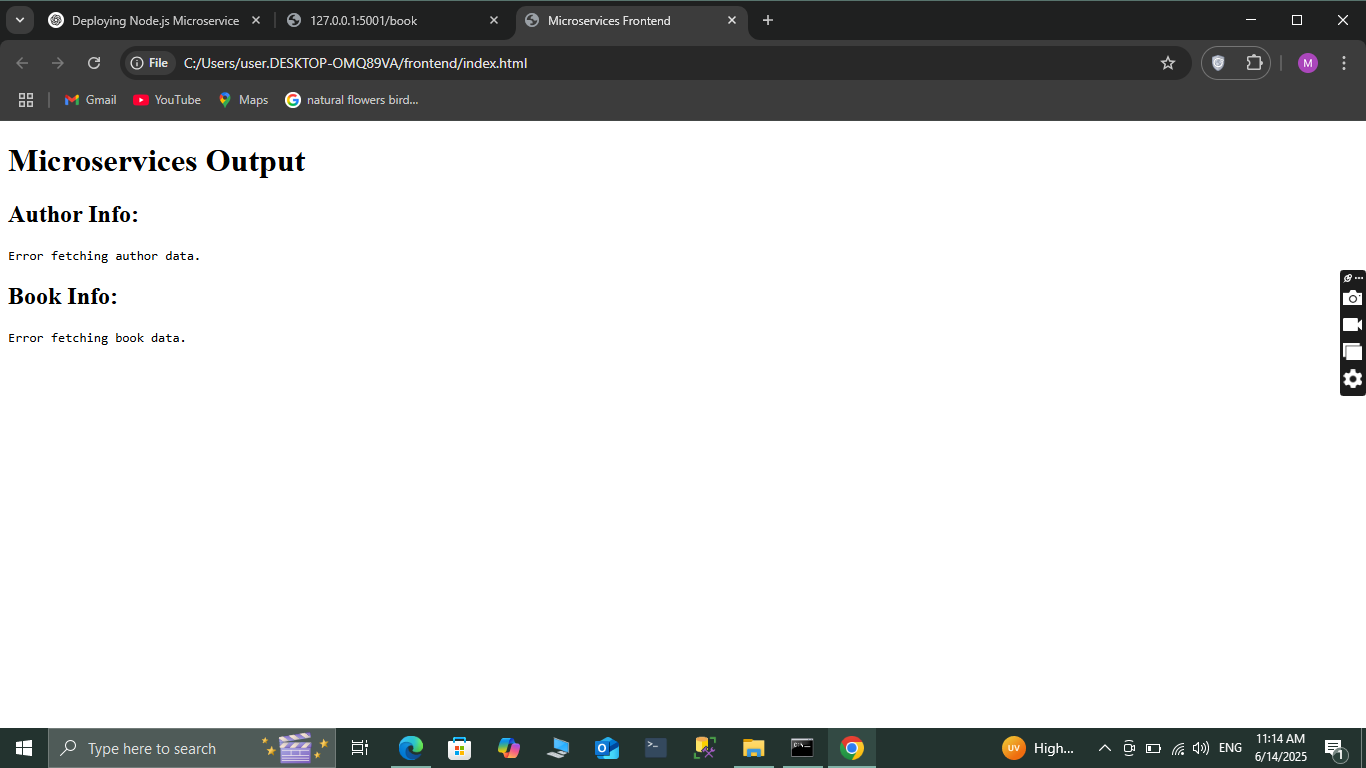 Deploying Node.js Microservice
127.0.0.1:5001/book
Microservices Frontend
File
C:/Users/user.DESKTOP-OMQ89VA/frontend/index.html
M
Gmail
YouTube
Maps
G
natural flowers bird...
Microservices Output
Author Info:
Error fetching author data.
Book Info:
Error fetching book data.
Type here to search
UV
High...
ENG
11:14 AM
6/14/2025
1